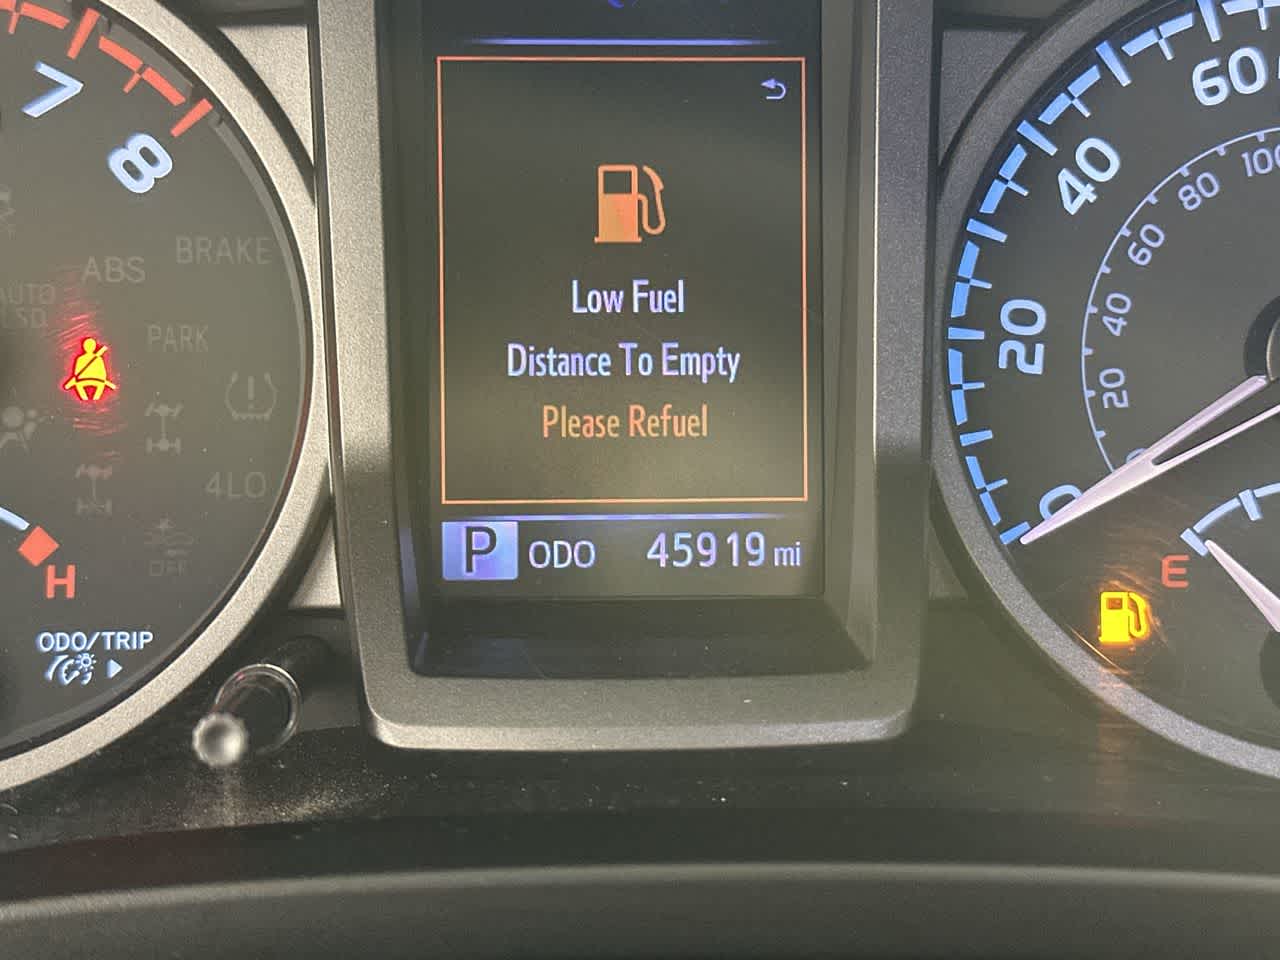 7
8
BRAKE
ABS
AUTO
LSD
PARK
4LO
OFF
H
ODO/TRIP
Low Fuel
Distance To Empty
Please Refuel
P ODO 45919 mi
60
40
20
0
100
80
60
40
20
E